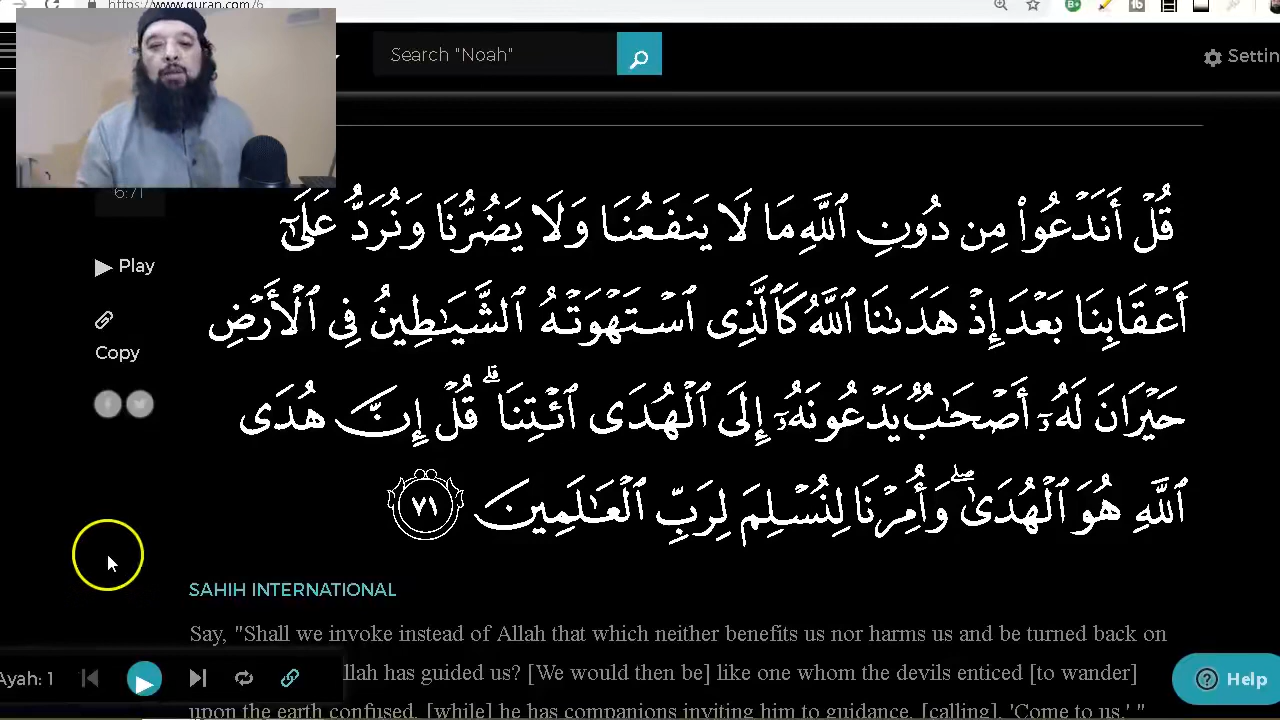 https://www.quran.com/6
Search "Noah"
Settin
6:71
قُلْ أَنَدْعُوا۟ مِن دُونِ ٱللَّهِ مَا لَا يَنفَعُنَا وَلَا يَضُرُّنَا وَنُرَدُّ عَلَىٰٓ
أَعْقَابِنَا بَعْدَ إِذْ هَدَىٰنَا ٱللَّهُ كَٱلَّذِى ٱسْتَهْوَتْهُ ٱلشَّيَـٰطِينُ فِى ٱلْأَرْضِ
حَيْرَانَ لَهُۥٓ أَصْحَـٰبٌ يَدْعُونَهُۥٓ إِلَى ٱلْهُدَى ٱئْتِنَا ۗ قُلْ إِنَّ هُدَى
ٱللَّهِ هُوَ ٱلْهُدَىٰ ۖ وَأُمِرْنَا لِنُسْلِمَ لِرَبِّ ٱلْعَـٰلَمِينَ ٧١
Play
Copy
SAHIH INTERNATIONAL
Say, "Shall we invoke instead of Allah that which neither benefits us nor harms us and be turned back on
llah has guided us? [We would then be] like one whom the devils enticed [to wander]
upon the earth confused, [while] he has companions inviting him to guidance, [calling], 'Come to us.' "
Ayah: 1
Help